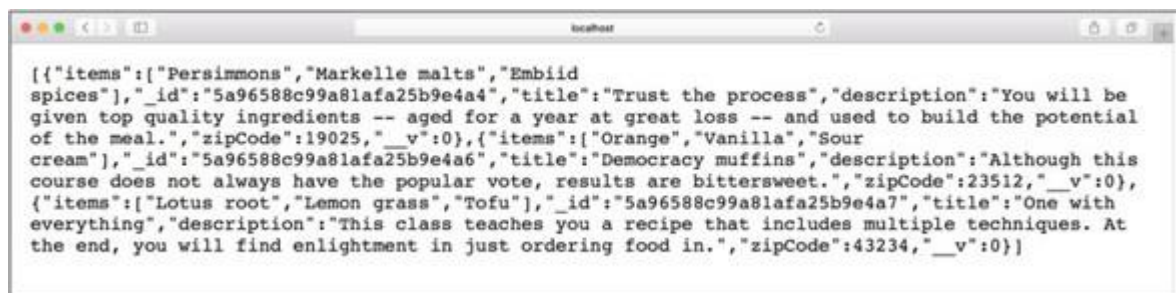 localhost
[{"items":["Persimmons","Markelle malts","Embiid
spices"],"_id":"5a96588c99a81afa25b9e4a4","title":"Trust the process","description":"You will be
given top quality ingredients -- aged for a year at great loss -- and used to build the potential
of the meal.","zipCode":19025,"__v":0},{"items":["Orange","Vanilla","Sour
cream"],"_id":"5a96588c99a81afa25b9e4a6","title":"Democracy muffins","description":"Although this
course does not always have the popular vote, results are bittersweet.","zipCode":23512,"__v":0},
{"items":["Lotus root","Lemon grass","Tofu"],"_id":"5a96588c99a81afa25b9e4a7","title":"One with
everything","description":"This class teaches you a recipe that includes multiple techniques. At
the end, you will find enlightment in just ordering food in.","zipCode":43234,"__v":0}]